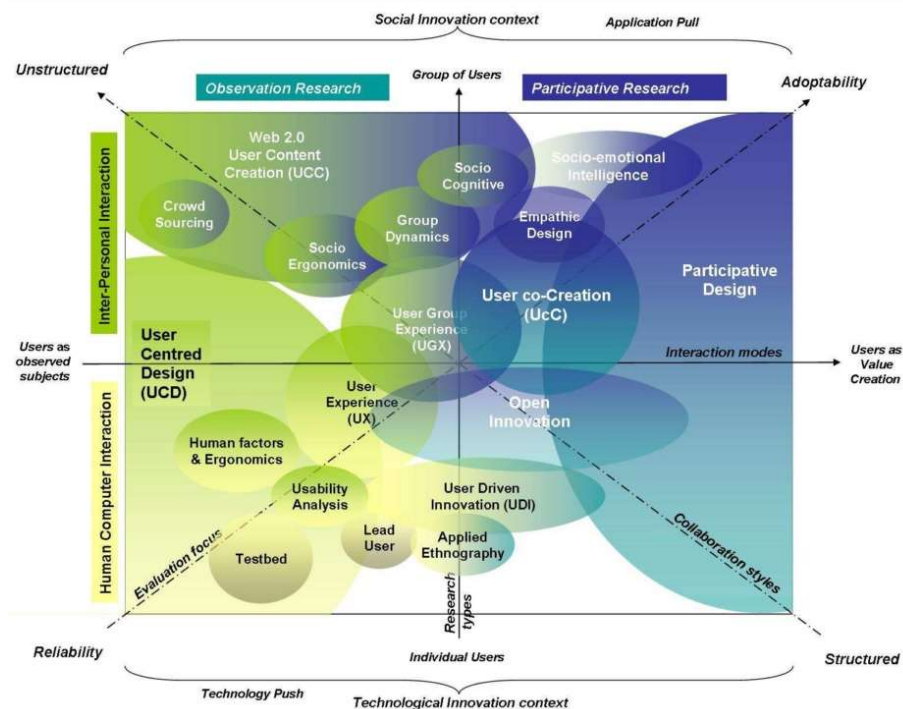 Social Innovation context
Application Pull
Unstructured
Observation Research
Group of Users
Participative Research
Adoptability
Inter-Personal Interaction
Web 2.0
User Content
Creation (UCC)
Socio
Cognitive
Socio-emotional
Intelligence
Crowd
Sourcing
Group
Dynamics
Empathic
Design
Socio
Ergonomics
Participative
Design
User co-Creation
(UcC)
User Group
Experience
(UGX)
User
Centred
Design
(UCD)
Users as
observed
subjects
Interaction modes
Users as
Value
Creation
User
Experience
(UX)
Open
Innovation
Human Computer Interaction
Human factors
& Ergonomics
Usability
Analysis
User Driven
Innovation (UDI)
Lead
User
Applied
Ethnography
Testbed
Evaluation focus
Collaboration styles
Research
types
Reliability
Individual Users
Structured
Technology Push
Technological Innovation context